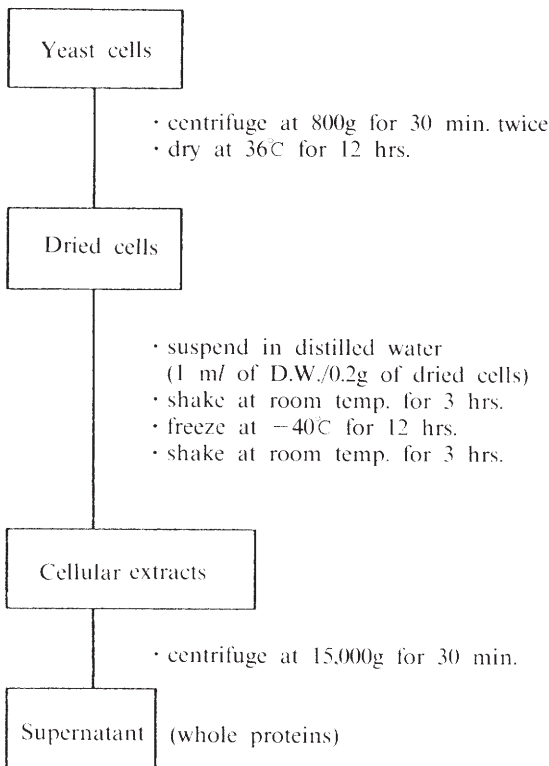 Yeast cells
· centrifuge at 800g for 30 min. twice
· dry at 36℃ for 12 hrs.
Dried cells
· suspend in distilled water
(1 ml of D.W./0.2g of dried cells)
· shake at room temp. for 3 hrs.
· freeze at −40℃ for 12 hrs.
· shake at room temp. for 3 hrs.
Cellular extracts
· centrifuge at 15,000g for 30 min.
Supernatant (whole proteins)